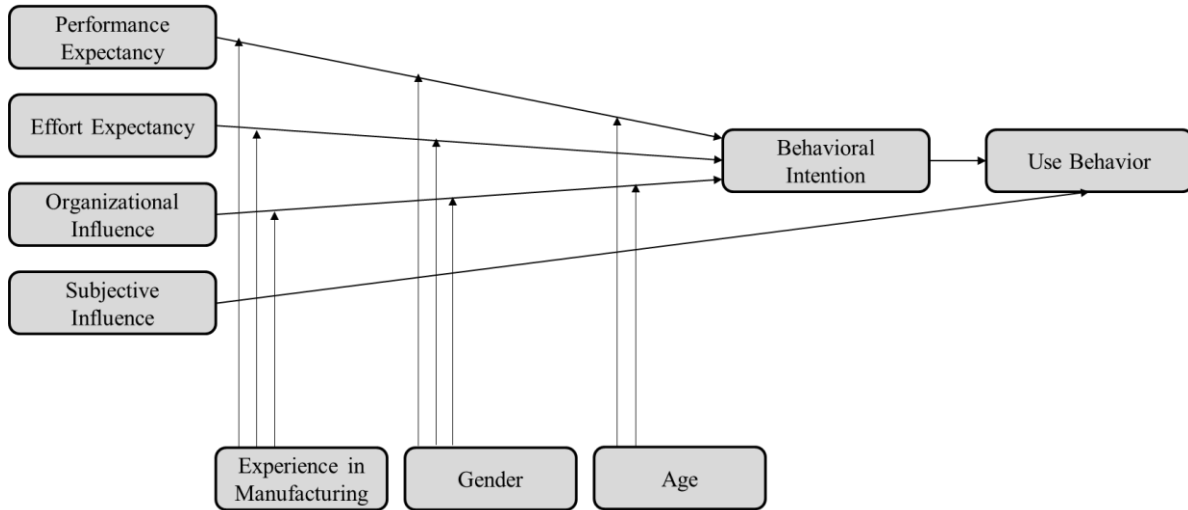 Performance
Expectancy
Effort Expectancy
Organizational
Influence
Subjective
Influence
Behavioral
Intention
Use Behavior
Experience in
Manufacturing
Gender
Age